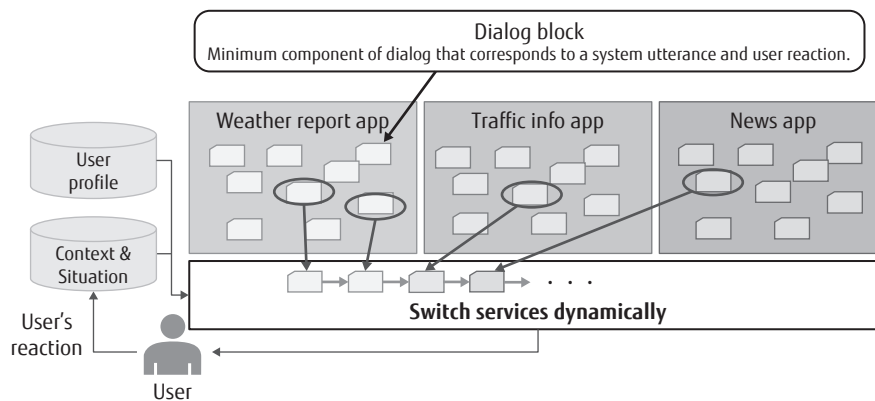 Dialog block
Minimum component of dialog that corresponds to a system utterance and user reaction.
Weather report app
Traffic info app
News app
User
profile
Context &
Situation
· · ·
Switch services dynamically
User's
reaction
User